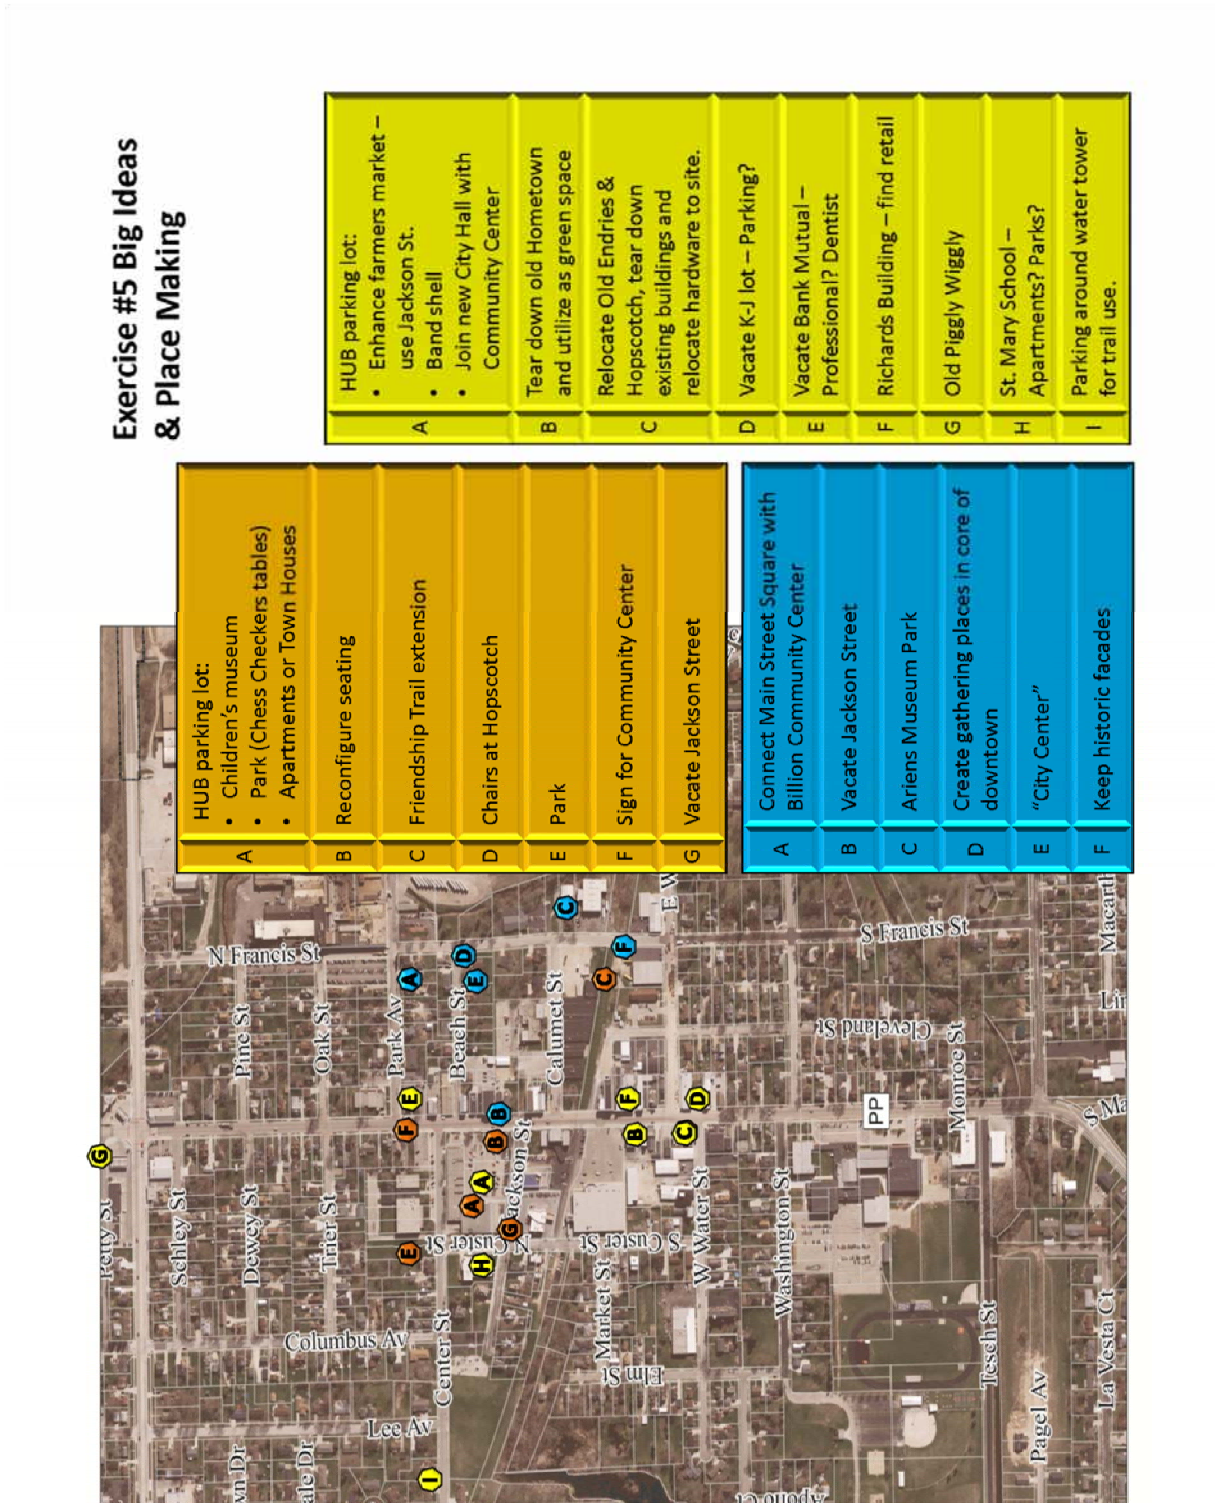 Exercise #5 Big Ideas
& Place Making
A
HUB parking lot:
• Children's museum
• Park (Chess Checkers tables)
• Apartments or Town Houses
B
Reconfigure seating
C
Friendship Trail extension
D
Chairs at Hopscotch
E
Park
F
Sign for Community Center
G
Vacate Jackson Street
A
HUB parking lot:
• Enhance farmers market –
use Jackson St.
• Band shell
• Join new City Hall with
Community Center
B
Tear down old Hometown
and utilize as green space
C
Relocate Old Endries &
Hopscotch, tear down
existing buildings and
relocate hardware to site.
D
Vacate K-J lot – Parking?
E
Vacate Bank Mutual –
Professional? Dentist
F
Richards Building – find retail
G
Old Piggly Wiggly
H
St. Mary School –
Apartments? Parks?
I
Parking around water tower
for trail use.
A
Connect Main Street Square with
Billion Community Center
B
Vacate Jackson Street
C
Ariens Museum Park
D
Create gathering places in core of
downtown
E
"City Center"
F
Keep historic facades
Petty St
Schley St
Dewey St
Trier St
Columbus Av
Center St
Lee Av
Pine St
Oak St
Park Av
Beach St
Calumet St
N Francis St
S Francis St
Cleveland St
Monroe St
Jackson St
N Custer St
S Custer St
Market St
Elm St
W Water St
Washington St
Tesch St
Pagel Av
La Vesta Ct
PP
E W
S Ma
Macarth
Lin
vn Dr
ale Dr
G
E
F
B
B
A
A
G
E
H
I
A
D
E
C
F
C
F
B
D
C